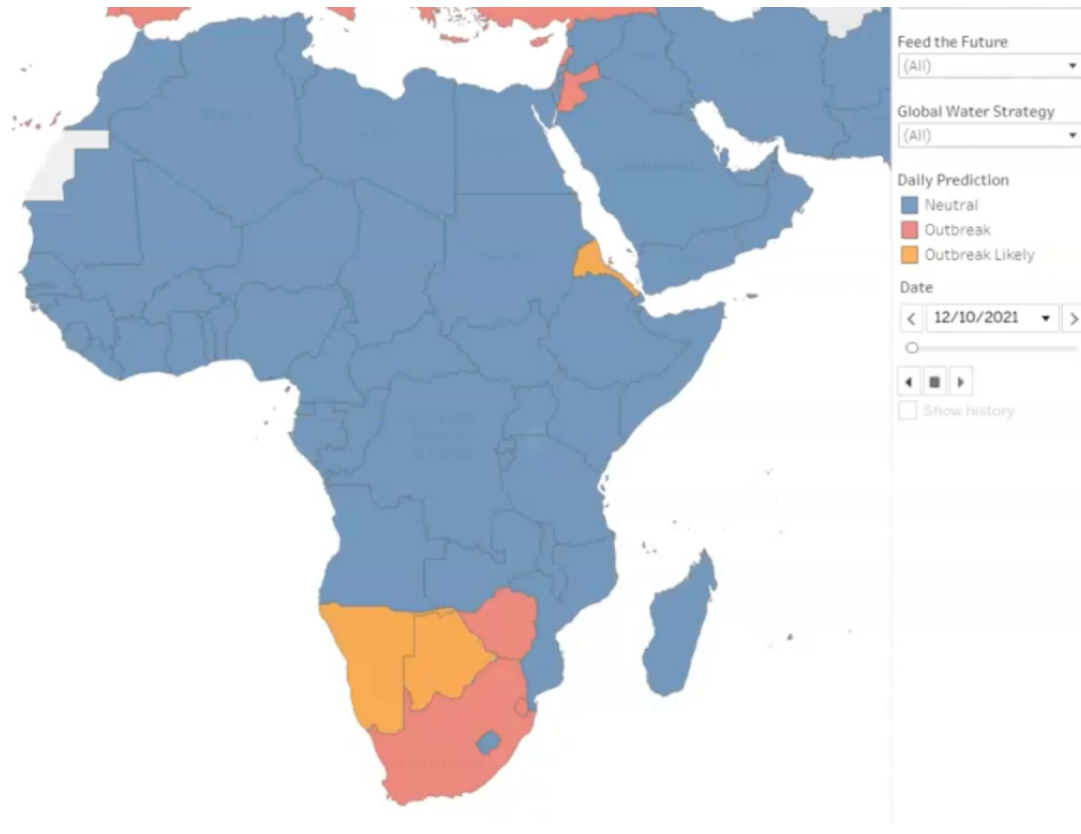 Feed the Future
(All)
Global Water Strategy
(All)
Daily Prediction
Neutral
Outbreak
Outbreak Likely
Date
12/10/2021
Show history